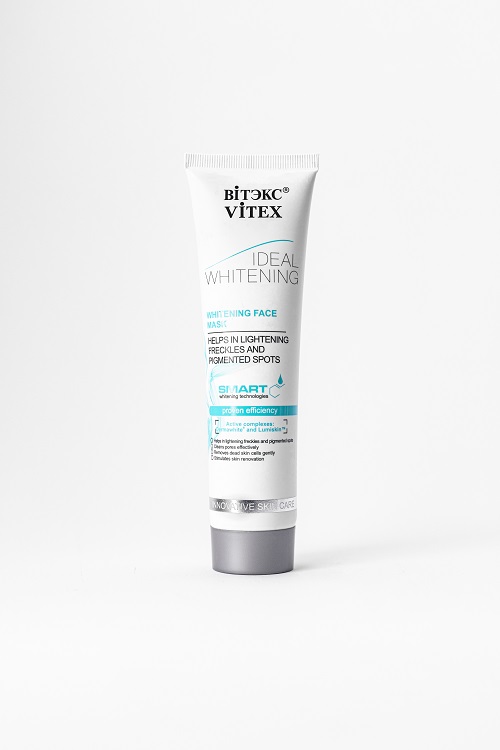 ВіТЭКС®
ViTEX
IDEAL
WHITENING
WHITENING FACE
MASK
HELPS IN LIGHTENING
FRECKLES AND
PIGMENTED SPOTS
SMART
whitening technologies
proven efficiency
Active complexes:
and Lumiskin™
Helps in lightening freckles and pigmented spots
Cleans pores effectively
Removes dead skin cells gently
Stimulates skin renovation
INNOVATIVE SKIN CARE